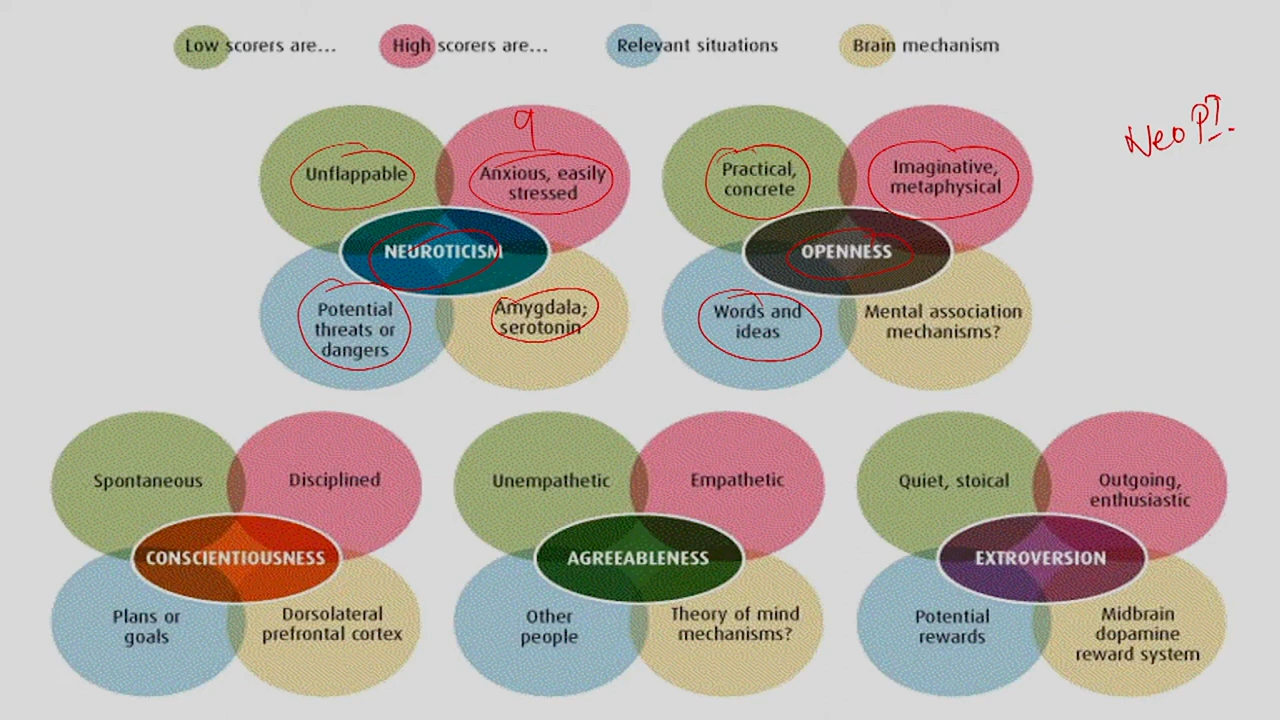 Low scorers are...
High scorers are...
Relevant situations
Brain mechanism
Neo PI.
9
Unflappable
Anxious, easily
stressed
NEUROTICISM
Potential
threats or
dangers
Amygdala;
serotonin
Practical,
concrete
Imaginative,
metaphysical
OPENNESS
Words and
ideas
Mental association
mechanisms?
Spontaneous
Disciplined
CONSCIENTIOUSNESS
Plans or
goals
Dorsolateral
prefrontal cortex
Unempathetic
Empathetic
AGREEABLENESS
Other
people
Theory of mind
mechanisms?
Quiet, stoical
Outgoing,
enthusiastic
EXTROVERSION
Potential
rewards
Midbrain
dopamine
reward system